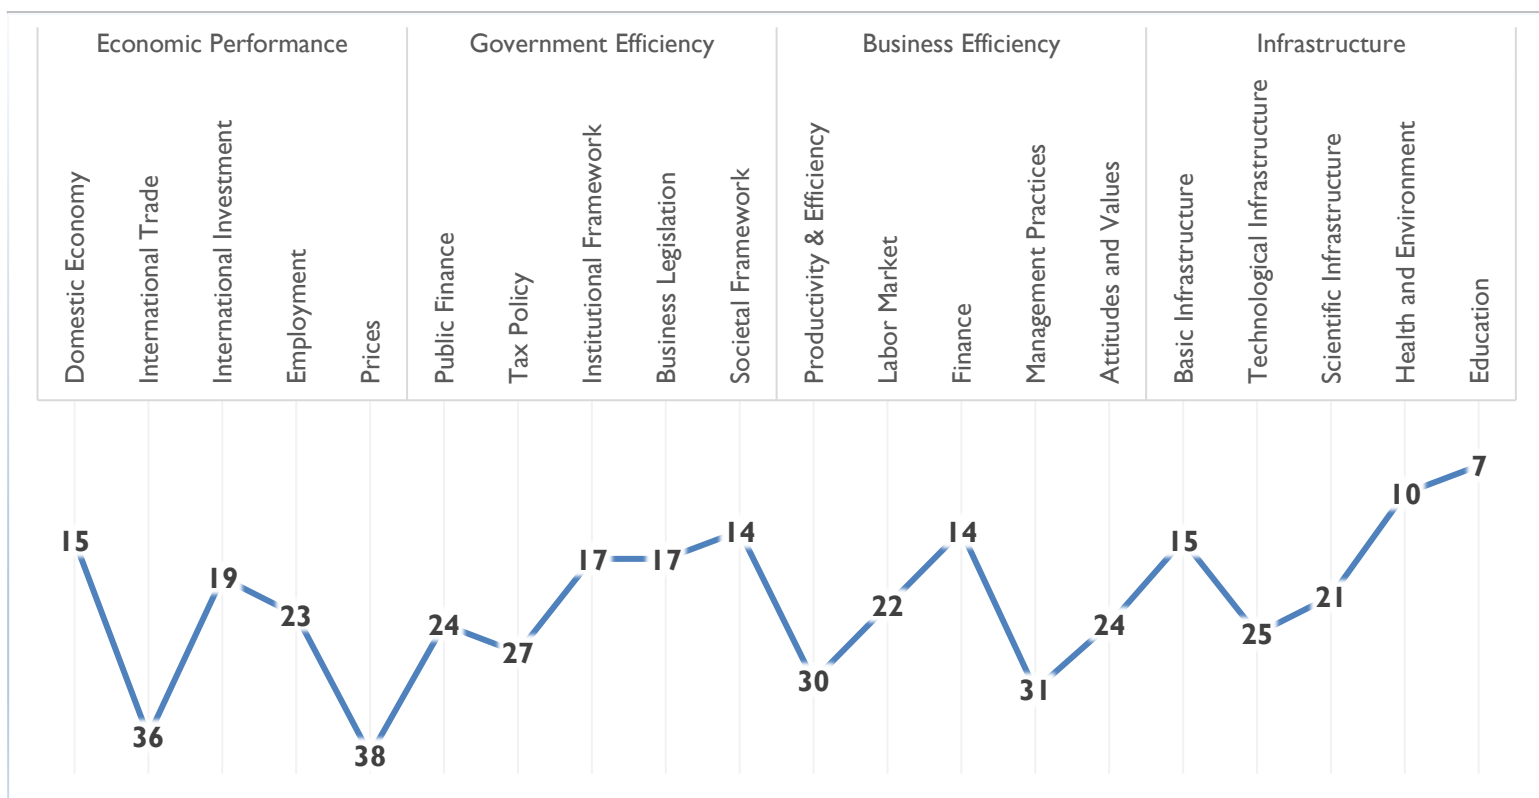 Economic Performance
Government Efficiency
Business Efficiency
Infrastructure
Domestic Economy
International Trade
International Investment
Employment
Prices
Public Finance
Tax Policy
Institutional Framework
Business Legislation
Societal Framework
Productivity & Efficiency
Labor Market
Finance
Management Practices
Attitudes and Values
Basic Infrastructure
Technological Infrastructure
Scientific Infrastructure
Health and Environment
Education
15
36
19
23
38
24
27
17
17
14
30
22
14
31
24
15
25
21
10
7